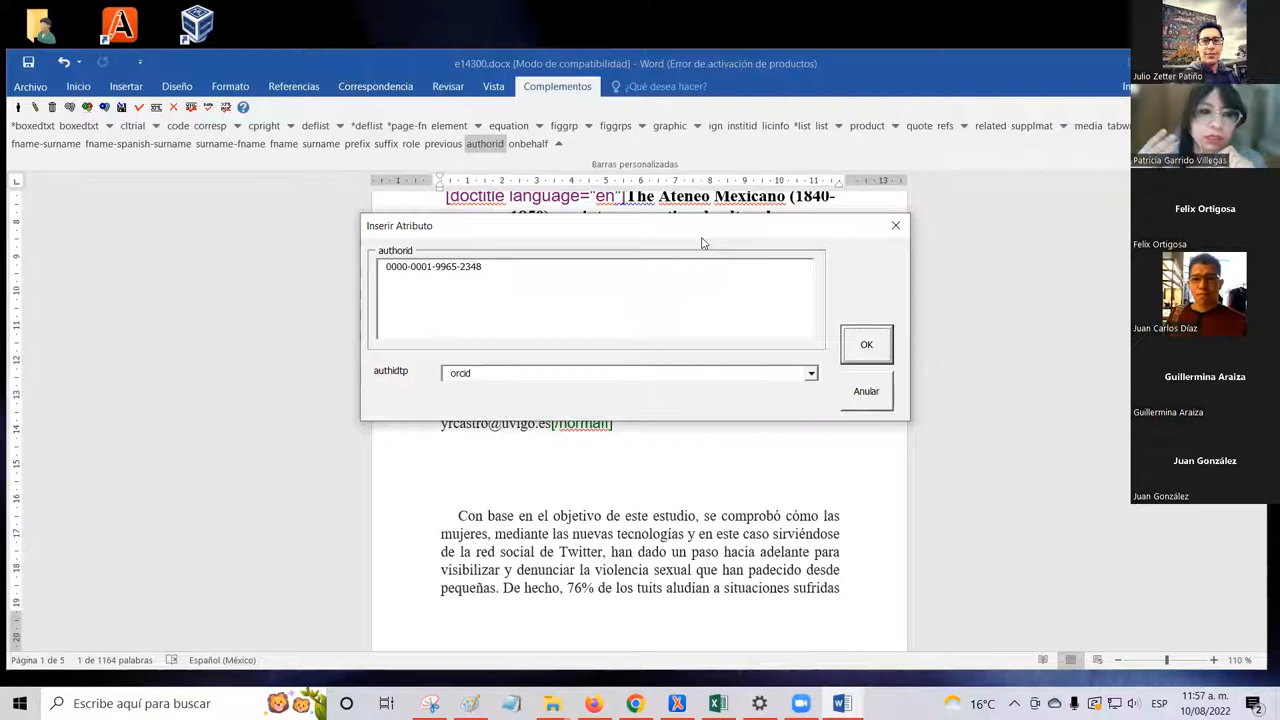 e14300.docx [Modo de compatibilidad] - Word (Error de activación de productos)
Archivo Inicio Insertar Diseño Formato Referencias Correspondencia Revisar Vista Complementos ¿Qué desea hacer?
*boxedtxt boxedtxt cltrial code corresp cpright deflist *deflist *page-fn element equation figgrp figgrps graphic ign institid licinfo *list list product quote refs related supplmat media tabw
fname-surname fname-spanish-surname surname-fname fname surname prefix suffix role previous authorid onbehalf
Barras personalizadas
[doctitle language="en"]The Ateneo Mexicano (1840-
Inserir Atributo
authorid
0000-0001-9965-2348
OK
authidtp
orcid
Anular
yrcastro@uvigo.es[/normaff]
Con base en el objetivo de este estudio, se comprobó cómo las
mujeres, mediante las nuevas tecnologías y en este caso sirviéndose
de la red social de Twitter, han dado un paso hacia adelante para
visibilizar y denunciar la violencia sexual que han padecido desde
pequeñas. De hecho, 76% de los tuits aludían a situaciones sufridas
Página 1 de 5 1 de 1164 palabras Español (México) 110 %
Escribe aquí para buscar
16°C
ESP
11:57 a. m.
10/08/2022
2
Julio Zetter Patiño
Patricia Garrido Villegas
Felix Ortigosa
Felix Ortigosa
Juan Carlos Díaz
Guillermina Araiza
Guillermina Araiza
Juan González
Juan González